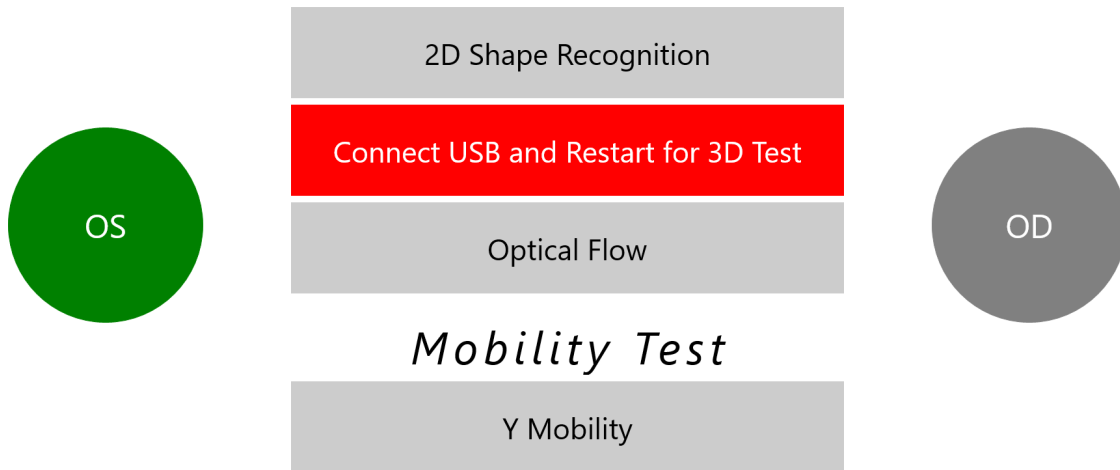 2D Shape Recognition
Connect USB and Restart for 3D Test
OS
OD
Optical Flow
Mobility Test
Y Mobility